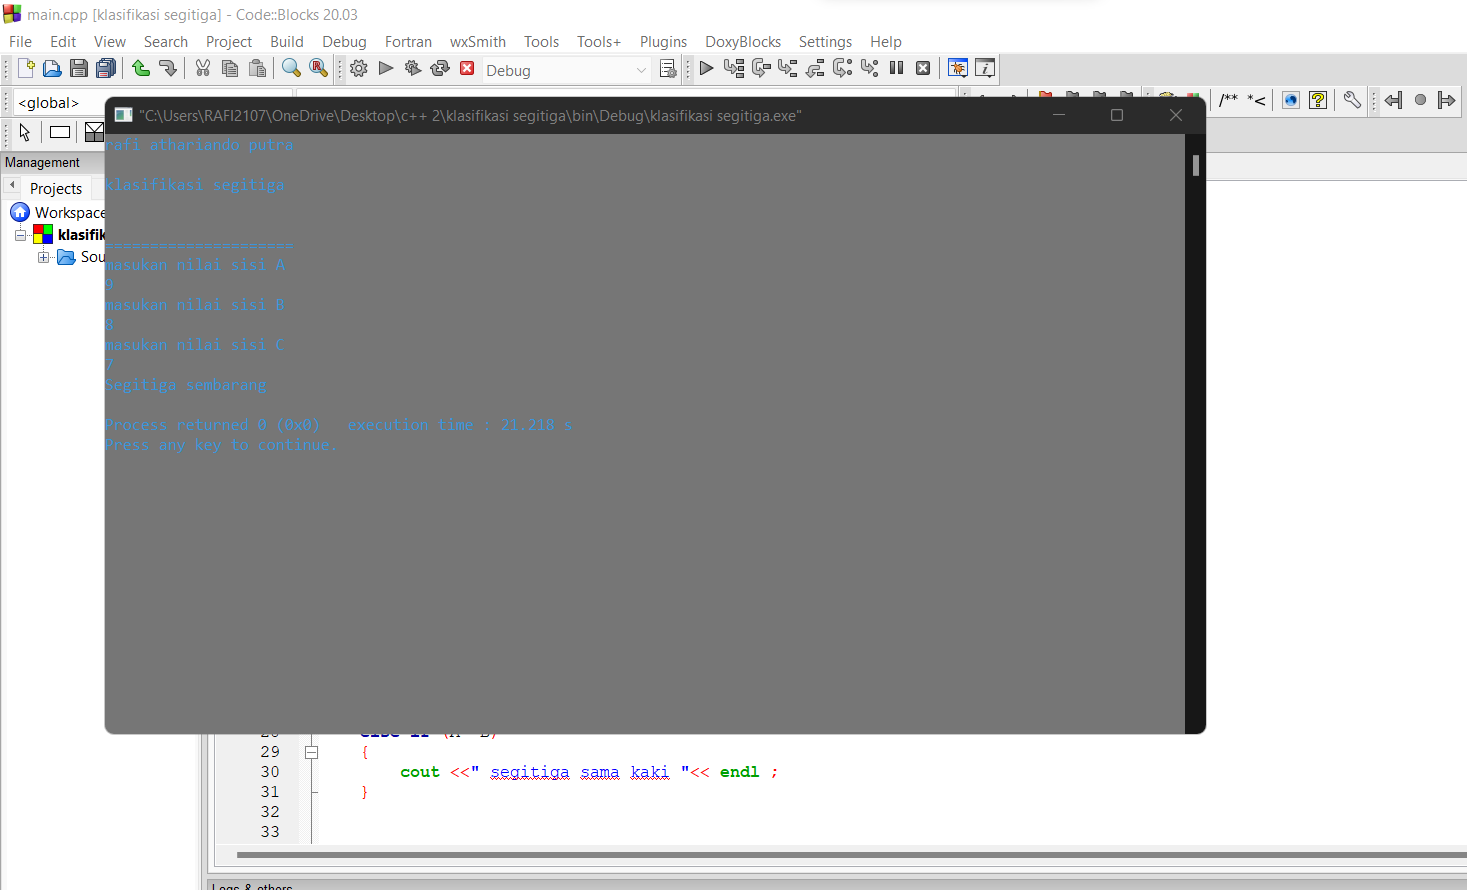 main.cpp [klasifikasi segitiga] - Code::Blocks 20.03
File Edit View Search Project Build Debug Fortran wxSmith Tools Tools+ Plugins DoxyBlocks Settings Help
Debug
<global>
/** *<
"C:\Users\RAFI2107\OneDrive\Desktop\c++ 2\klasifikasi segitiga\bin\Debug\klasifikasi segitiga.exe"
Management
Projects
Workspace
klasifik
Sou
rafi athariando putra
klasifikasi segitiga
=====================
masukan nilai sisi A
9
masukan nilai sisi B
8
masukan nilai sisi C
7
Segitiga sembarang
Process returned 0 (0x0)   execution time : 21.218 s
Press any key to continue.
29 {
30 cout <<" segitiga sama kaki "<< endl ;
31 }
32
33
Logs & others